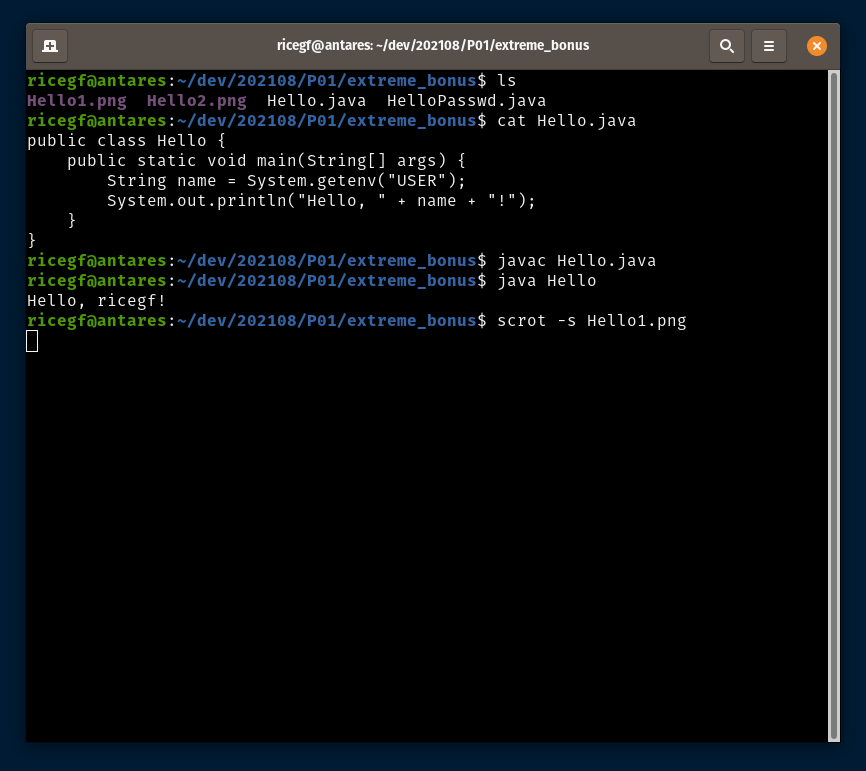 ricegf@antares: ~/dev/202108/P01/extreme_bonus
ricegf@antares:~/dev/202108/P01/extreme_bonus$ ls
Hello1.png  Hello2.png  Hello.java  HelloPasswd.java
ricegf@antares:~/dev/202108/P01/extreme_bonus$ cat Hello.java
public class Hello {
    public static void main(String[] args) {
        String name = System.getenv("USER");
        System.out.println("Hello, " + name + "!");
    }
}
ricegf@antares:~/dev/202108/P01/extreme_bonus$ javac Hello.java
ricegf@antares:~/dev/202108/P01/extreme_bonus$ java Hello
Hello, ricegf!
ricegf@antares:~/dev/202108/P01/extreme_bonus$ scrot -s Hello1.png